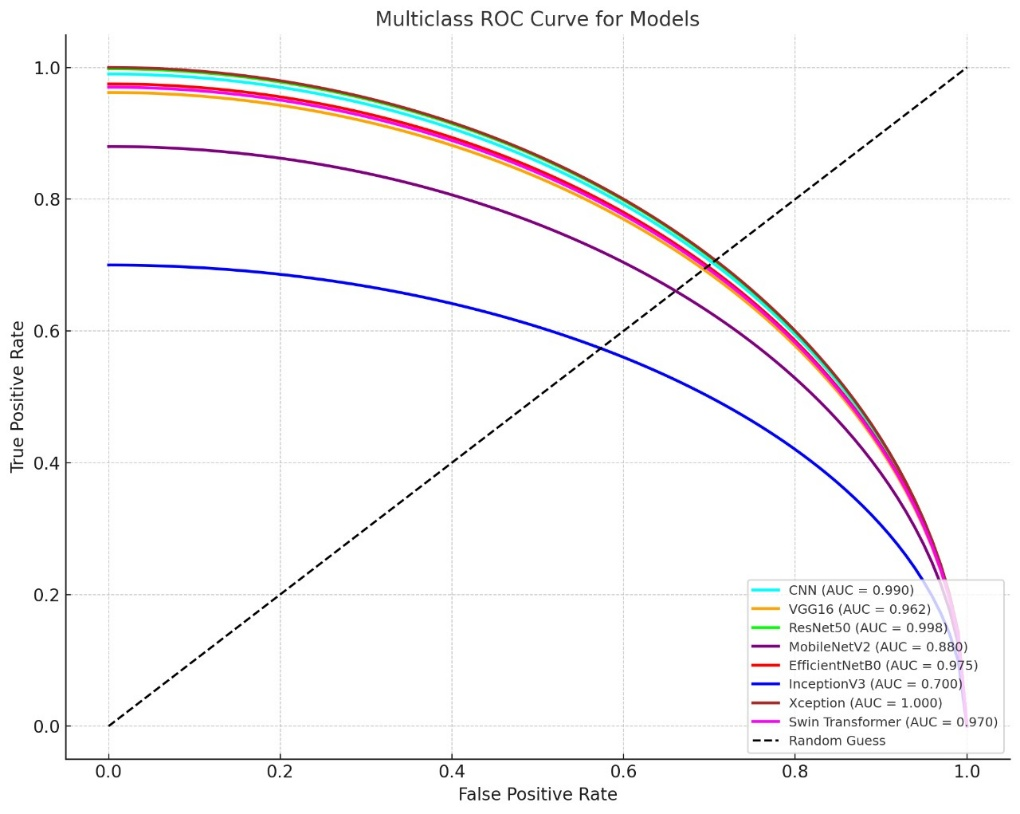 Multiclass ROC Curve for Models
True Positive Rate
1.0
0.8
0.6
0.4
0.2
0.0
CNN (AUC = 0.990)
VGG16 (AUC = 0.962)
ResNet50 (AUC = 0.998)
MobileNetV2 (AUC = 0.880)
EfficientNetB0 (AUC = 0.975)
InceptionV3 (AUC = 0.700)
Xception (AUC = 1.000)
Swin Transformer (AUC = 0.970)
Random Guess
0.0 0.2 0.4 0.6 0.8 1.0
False Positive Rate